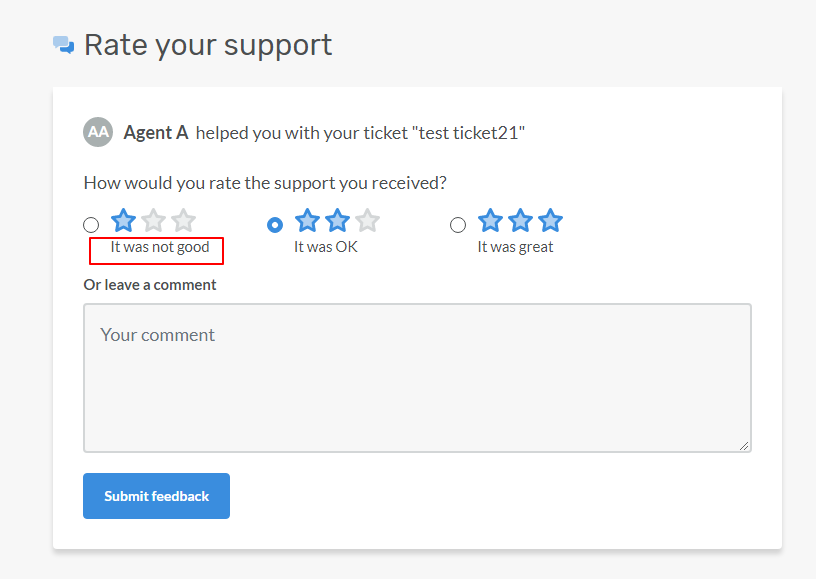 Rate your support
AA Agent A helped you with your ticket "test ticket21"
How would you rate the support you received?
It was not good It was OK It was great
Or leave a comment
Your comment
Submit feedback